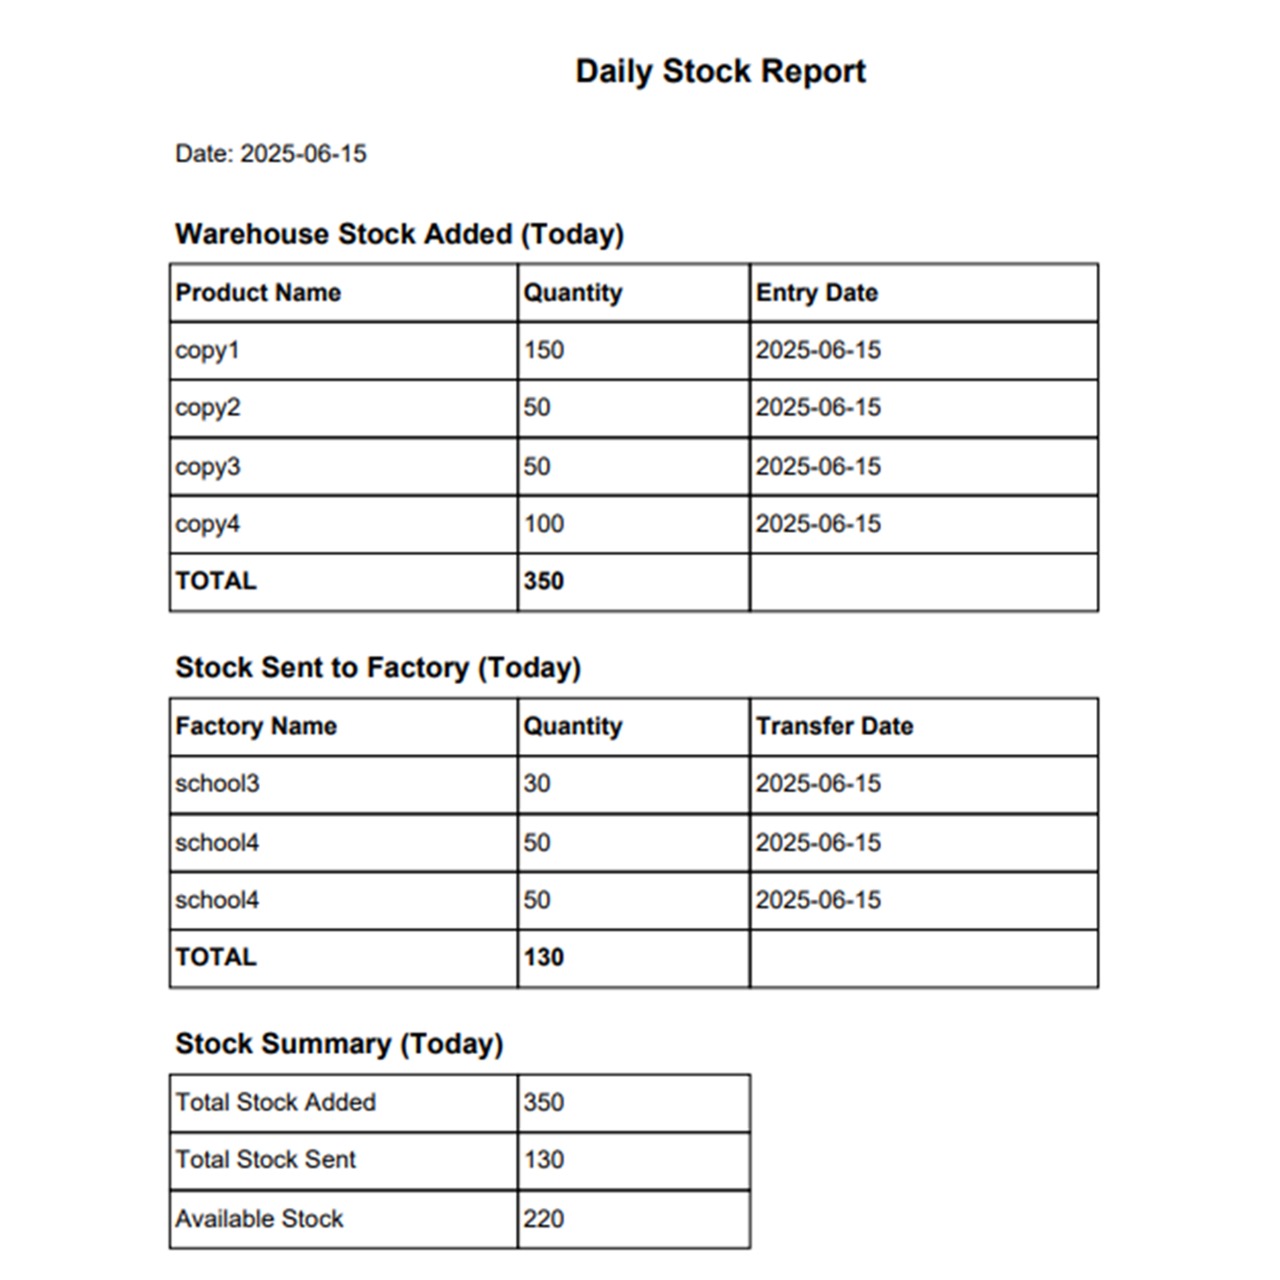 Daily Stock Report
Date: 2025-06-15
Warehouse Stock Added (Today)
Product Name Quantity Entry Date
copy1 150 2025-06-15
copy2 50 2025-06-15
copy3 50 2025-06-15
copy4 100 2025-06-15
TOTAL 350
Stock Sent to Factory (Today)
Factory Name Quantity Transfer Date
school3 30 2025-06-15
school4 50 2025-06-15
school4 50 2025-06-15
TOTAL 130
Stock Summary (Today)
Total Stock Added 350
Total Stock Sent 130
Available Stock 220